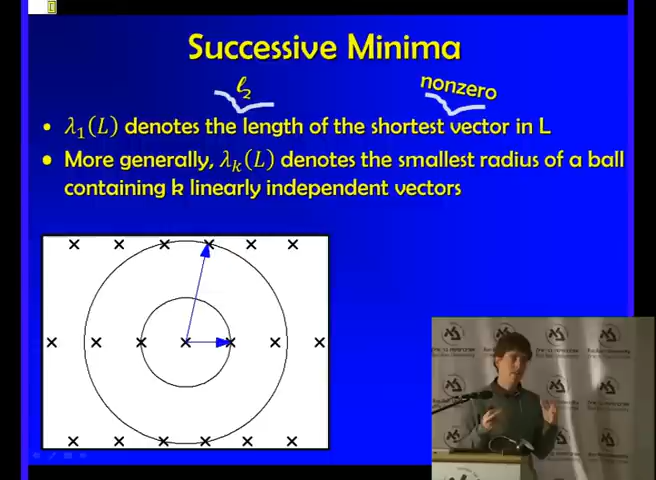 Successive Minima
ℓ₂
nonzero
• λ₁(L) denotes the length of the shortest vector in L
• More generally, λₖ(L) denotes the smallest radius of a ball
containing k linearly independent vectors